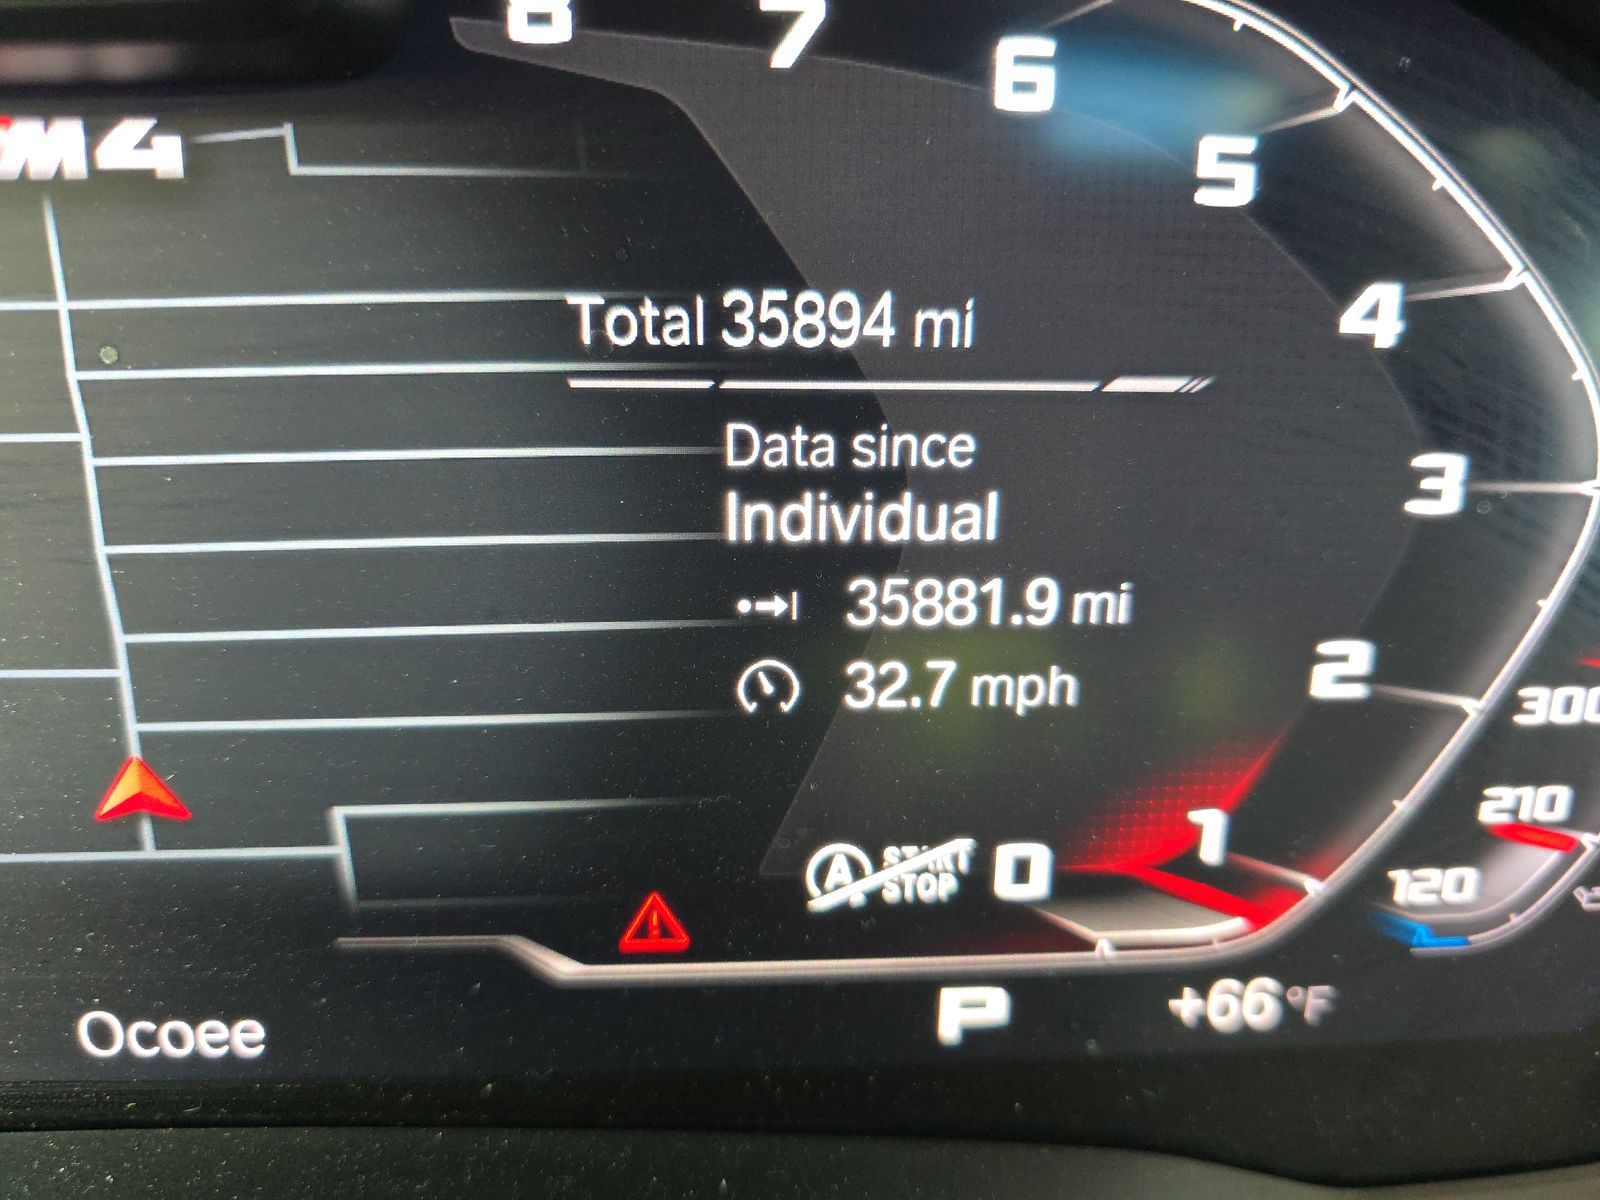 8
7
6
5
4
3
2
1
0
M4
Total 35894 mi
Data since
Individual
35881.9 mi
32.7 mph
A START
STOP
300
210
120
Ocoee
P
+66°F